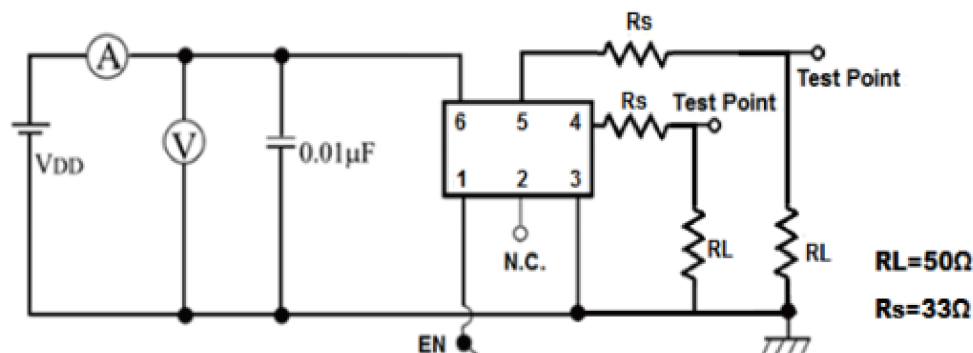 Rs
A
Test Point
Rs
Test Point
6 5 4
V
0.01μF
VDD
1 2 3
N.C.
RL
RL
RL=50Ω
Rs=33Ω
EN